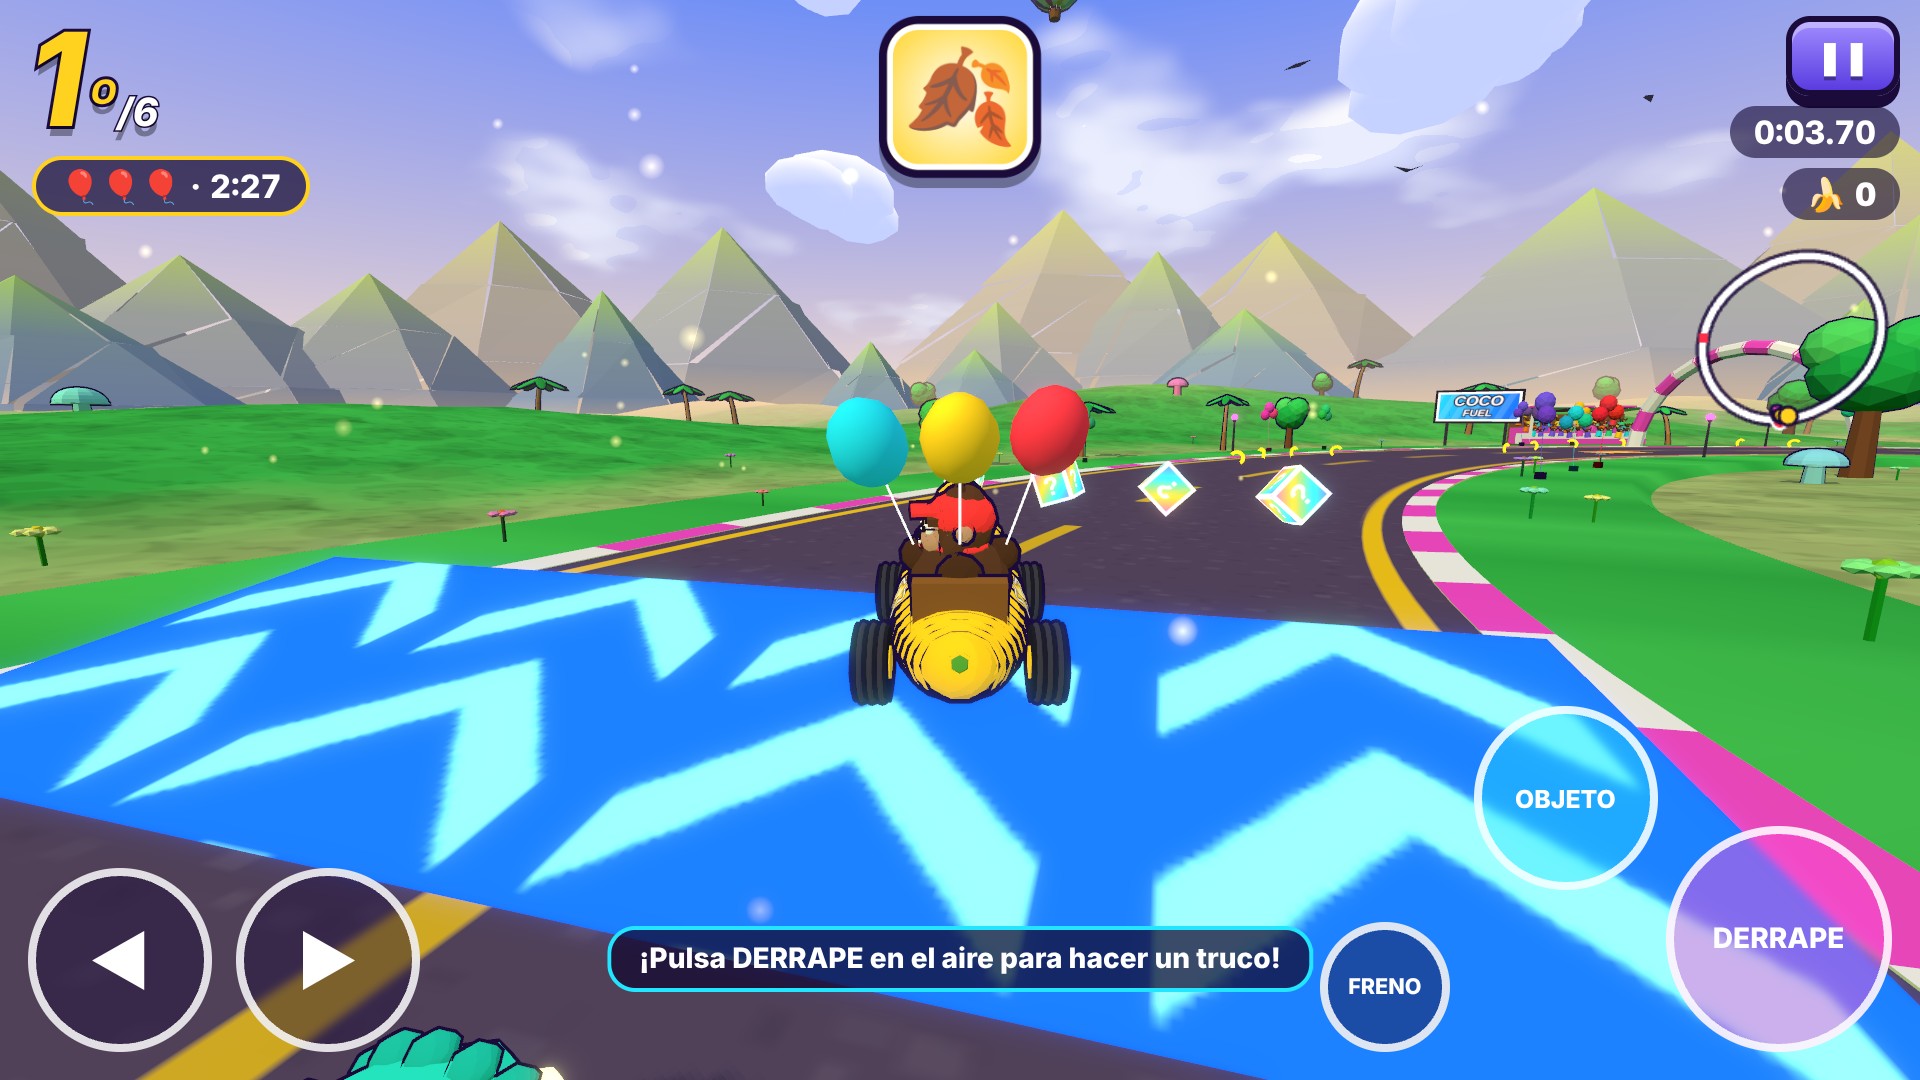 1º/6
0:03.70
· 2:27
0
COCO
FUEL
?
?
?
OBJETO
DERRAPE
¡Pulsa DERRAPE en el aire para hacer un truco!
FRENO